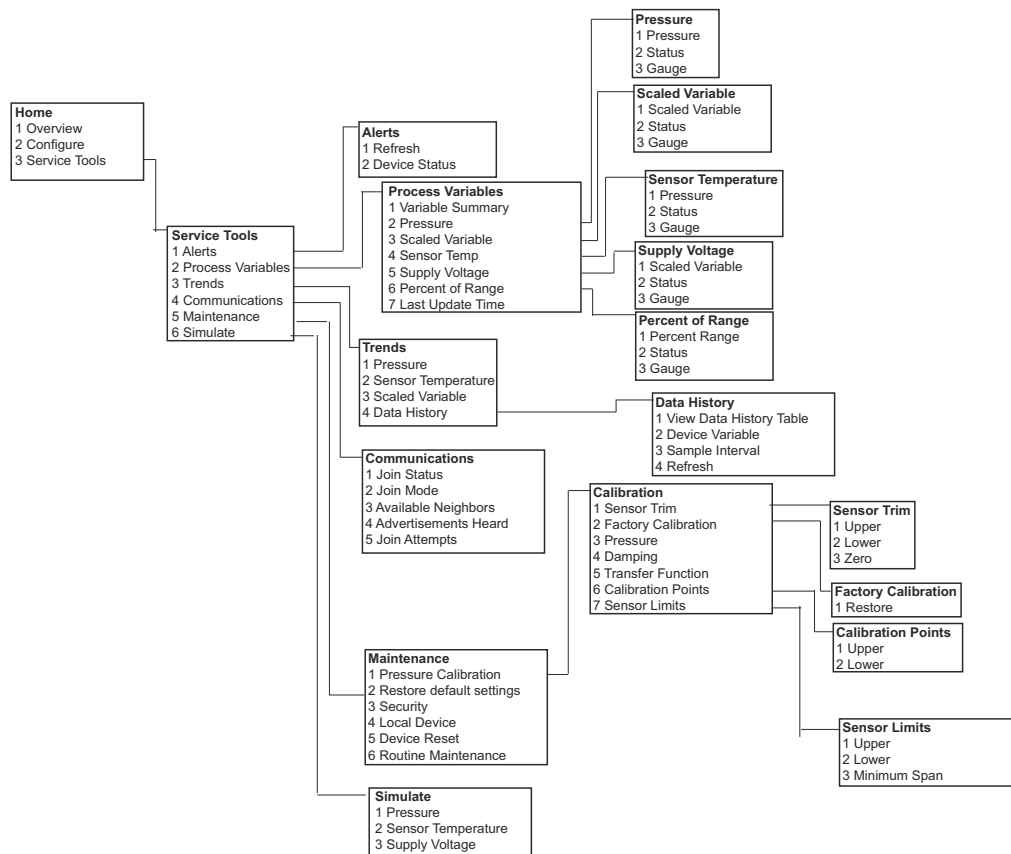 Home
1 Overview
2 Configure
3 Service Tools
Service Tools
1 Alerts
2 Process Variables
3 Trends
4 Communications
5 Maintenance
6 Simulate
Alerts
1 Refresh
2 Device Status
Process Variables
1 Variable Summary
2 Pressure
3 Scaled Variable
4 Sensor Temp
5 Supply Voltage
6 Percent of Range
7 Last Update Time
Trends
1 Pressure
2 Sensor Temperature
3 Scaled Variable
4 Data History
Communications
1 Join Status
2 Join Mode
3 Available Neighbors
4 Advertisements Heard
5 Join Attempts
Maintenance
1 Pressure Calibration
2 Restore default settings
3 Security
4 Local Device
5 Device Reset
6 Routine Maintenance
Simulate
1 Pressure
2 Sensor Temperature
3 Supply Voltage
Pressure
1 Pressure
2 Status
3 Gauge
Scaled Variable
1 Scaled Variable
2 Status
3 Gauge
Sensor Temperature
1 Pressure
2 Status
3 Gauge
Supply Voltage
1 Scaled Variable
2 Status
3 Gauge
Percent of Range
1 Percent Range
2 Status
3 Gauge
Data History
1 View Data History Table
2 Device Variable
3 Sample Interval
4 Refresh
Calibration
1 Sensor Trim
2 Factory Calibration
3 Pressure
4 Damping
5 Transfer Function
6 Calibration Points
7 Sensor Limits
Sensor Trim
1 Upper
2 Lower
3 Zero
Factory Calibration
1 Restore
Calibration Points
1 Upper
2 Lower
Sensor Limits
1 Upper
2 Lower
3 Minimum Span